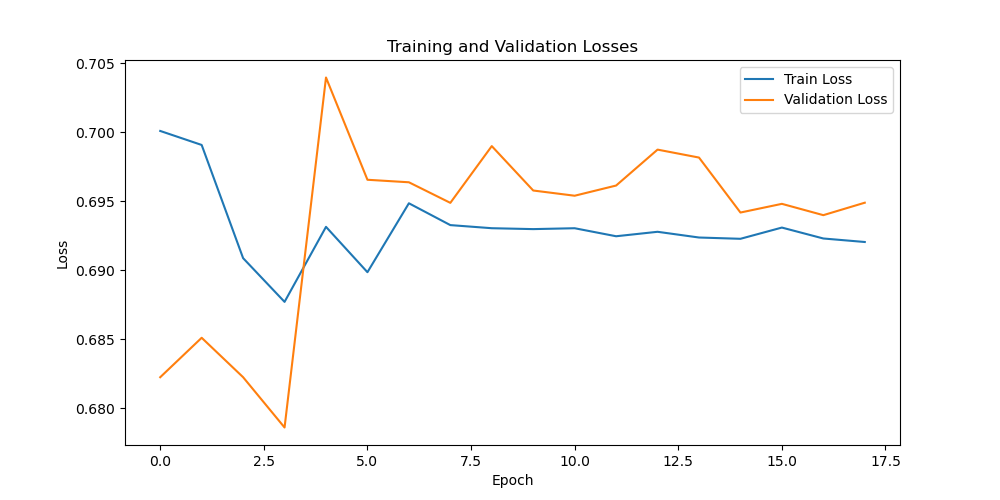 Training and Validation Losses
Train Loss
Validation Loss
Loss
0.705
0.700
0.695
0.690
0.685
0.680
0.0
2.5
5.0
7.5
10.0
12.5
15.0
17.5
Epoch